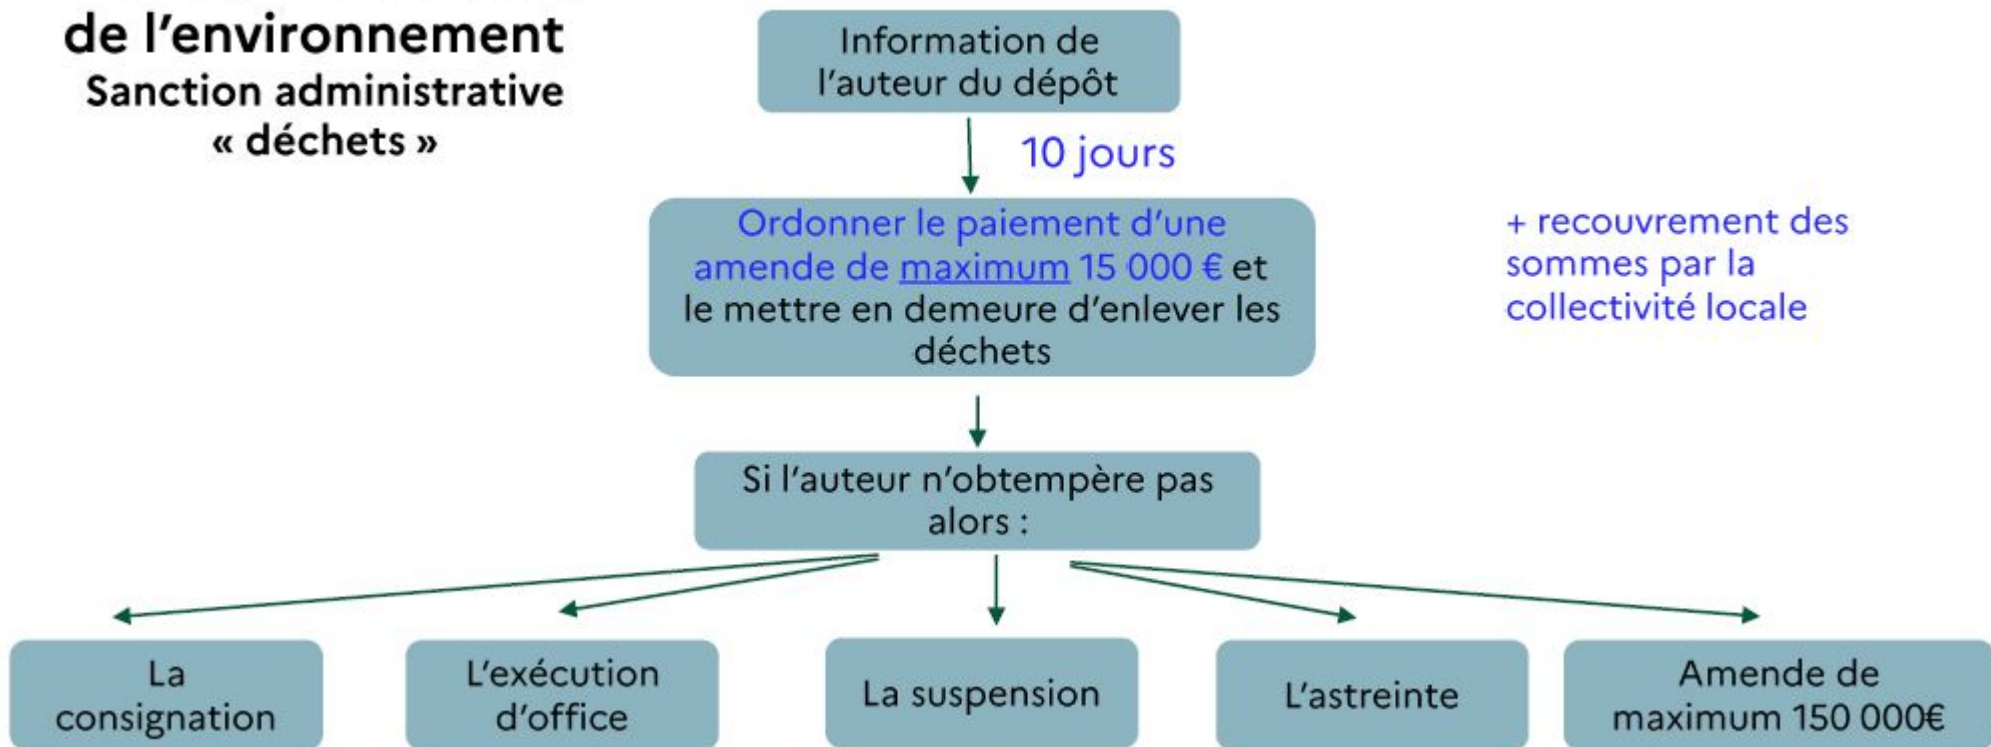 de l'environnement
Sanction administrative
« déchets »
Information de
l'auteur du dépôt
10 jours
Ordonner le paiement d'une
amende de maximum 15 000 € et
le mettre en demeure d'enlever les
déchets
+ recouvrement des
sommes par la
collectivité locale
Si l'auteur n'obtempère pas
alors :
La
consignation
L'exécution
d'office
La suspension
L'astreinte
Amende de
maximum 150 000€